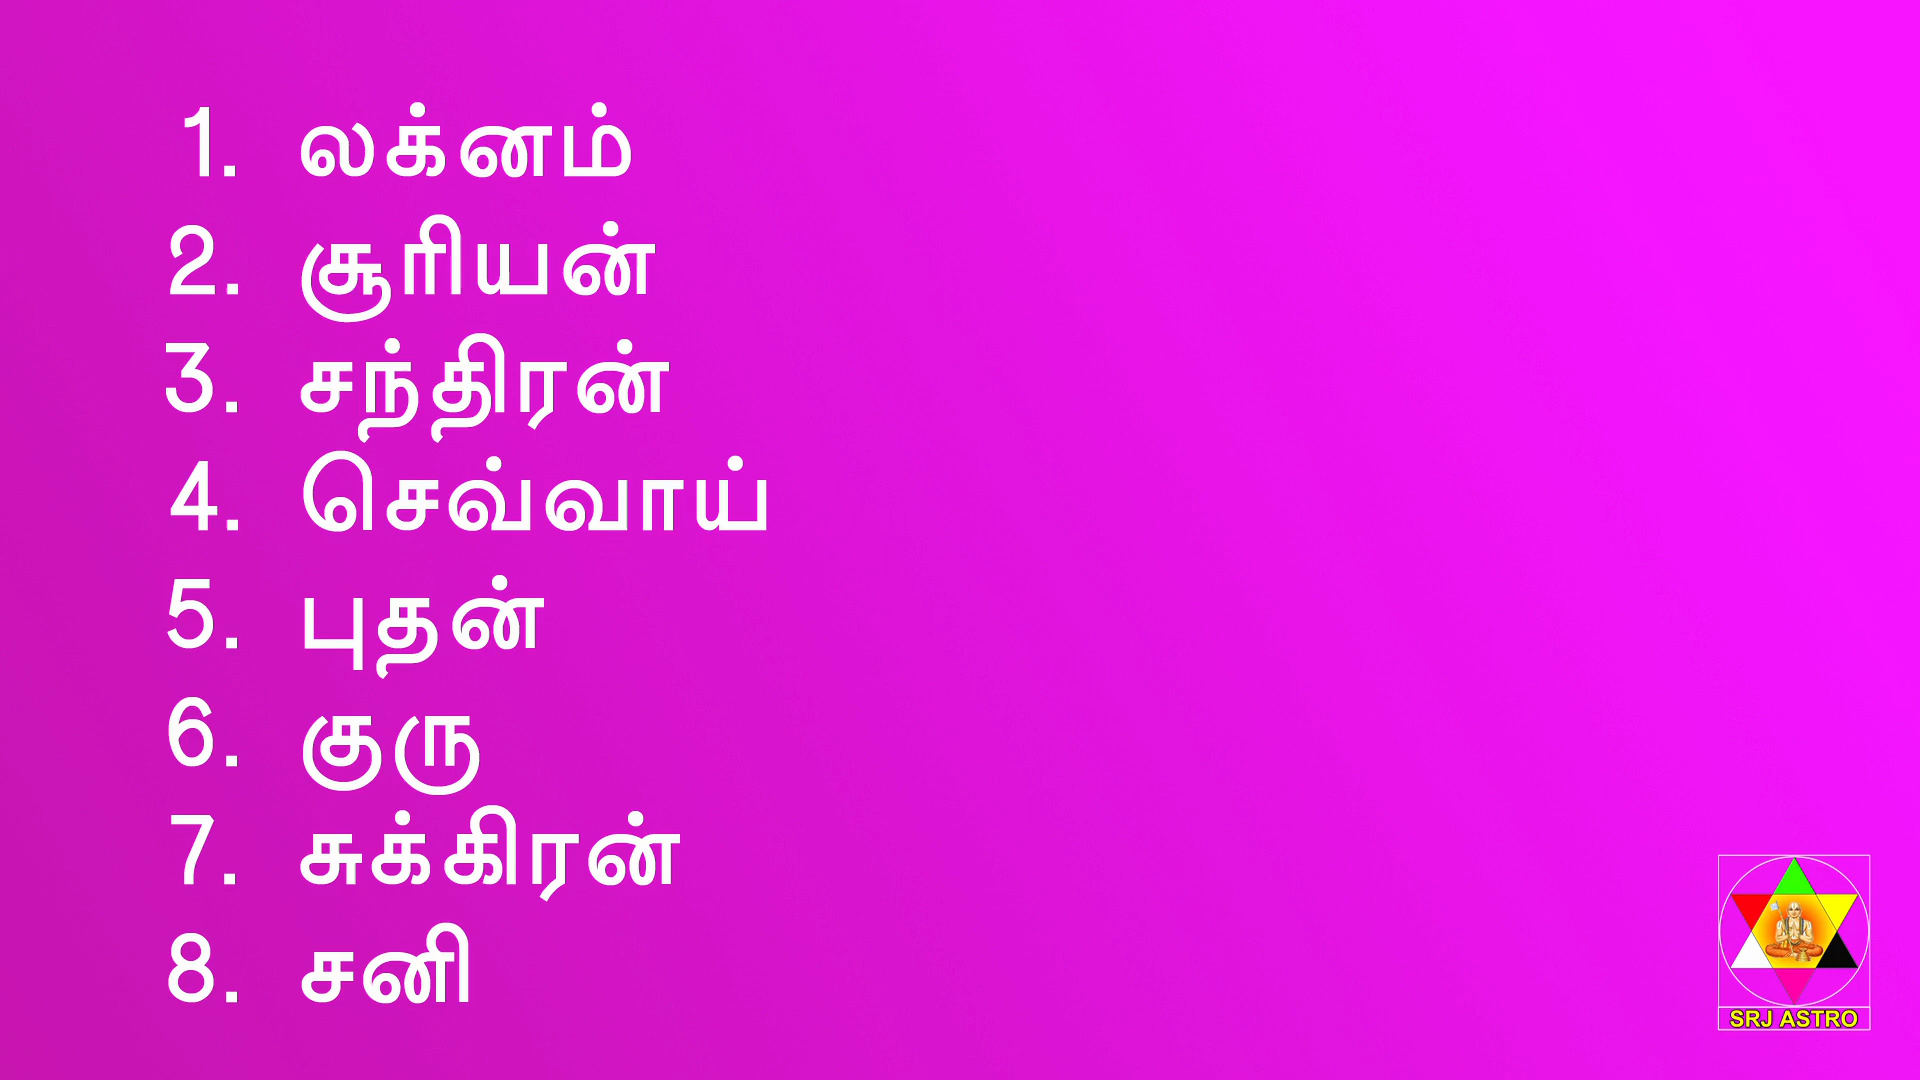 1. லக்னம்
2. சூரியன்
3. சந்திரன்
4. செவ்வாய்
5. புதன்
6. குரு
7. சுக்கிரன்
8. சனி
SRJ ASTRO